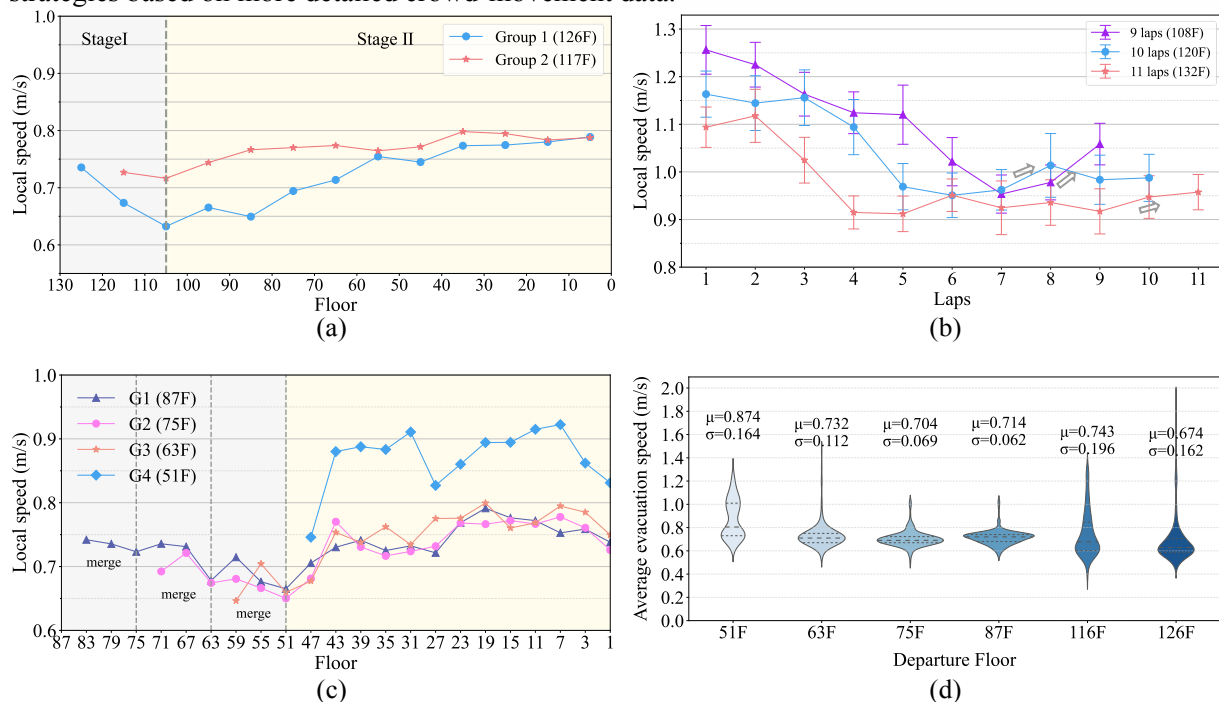 strategies based on more detailed crowd-movement data.
1.0
0.9
0.8
0.7
0.6
Local speed (m/s)
StageI
Stage II
Group 1 (126F)
Group 2 (117F)
130 120 110 100 90 80 70 60 50 40 30 20 10 0
Floor
(a)
1.3
1.2
1.1
1.0
0.9
0.8
Local speed (m/s)
9 laps (108F)
10 laps (120F)
11 laps (132F)
1 2 3 4 5 6 7 8 9 10 11
Laps
(b)
1.0
0.9
0.8
0.7
0.6
Local speed (m/s)
G1 (87F)
G2 (75F)
G3 (63F)
G4 (51F)
merge
merge
merge
87 83 79 75 71 67 63 59 55 51 47 43 39 35 31 27 23 19 15 11 7 3 1
Floor
(c)
2.0
1.8
1.6
1.4
1.2
1.0
0.8
0.6
0.4
0.2
0.0
Average evacuation speed (m/s)
μ=0.874
σ=0.164
μ=0.732
σ=0.112
μ=0.704
σ=0.069
μ=0.714
σ=0.062
μ=0.743
σ=0.196
μ=0.674
σ=0.162
51F 63F 75F 87F 116F 126F
Departure Floor
(d)